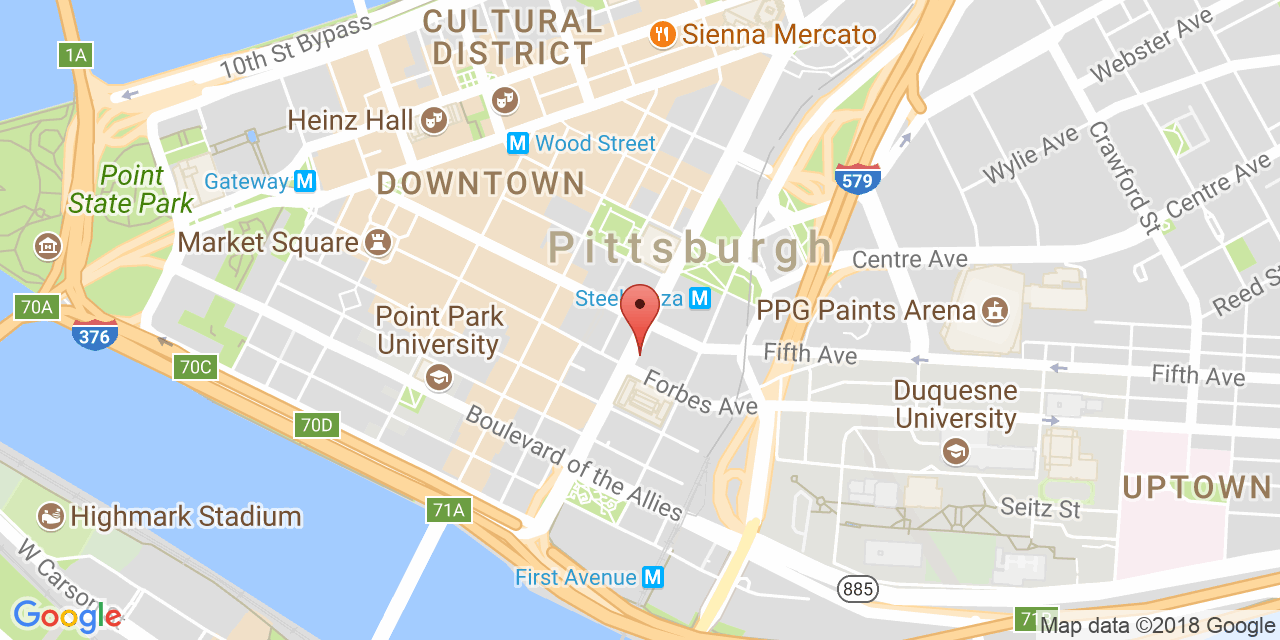 CULTURAL
DISTRICT
Sienna Mercato
Webster Ave
1A
10th St Bypass
Heinz Hall
Wood Street
M
Wylie Ave
Crawford St
Centre Ave
Point
State Park
Gateway
M
DOWNTOWN
579
Market Square
Pittsburgh
Centre Ave
Reed St
70A
376
Steel
za
M
PPG Paints Arena
Point Park
University
Fifth Ave
Fifth Ave
70C
Forbes Ave
Duquesne
University
70D
Boulevard of the Allies
UPTOWN
71A
Seitz St
Highmark Stadium
W Carson
First Avenue
M
885
Google
Map data ©2018 Google